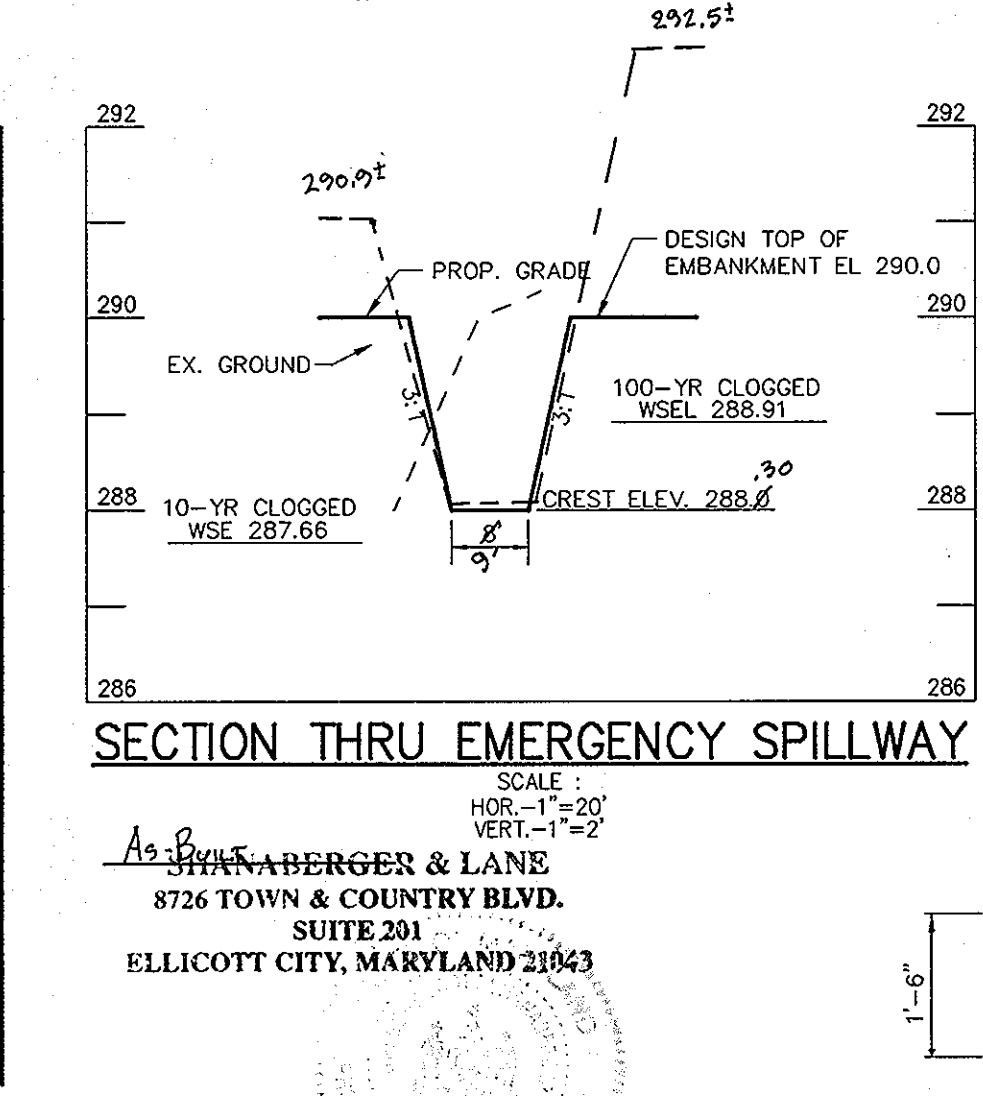 292.5±
292
292
290.9±
DESIGN TOP OF
EMBANKMENT EL 290.0
PROP. GRADE
290
290
EX. GROUND
3:1
3:1
100-YR CLOGGED
WSEL 288.91
.30
288
288
10-YR CLOGGED
WSE 287.66
CREST ELEV. 288.0
8'
9'
286
286
SECTION THRU EMERGENCY SPILLWAY
SCALE :
HOR.-1"=20'
VERT.-1"=2'
As-Built
SHANABERGER & LANE
8726 TOWN & COUNTRY BLVD.
SUITE 201
ELLICOTT CITY, MARYLAND 21043
1'-6"